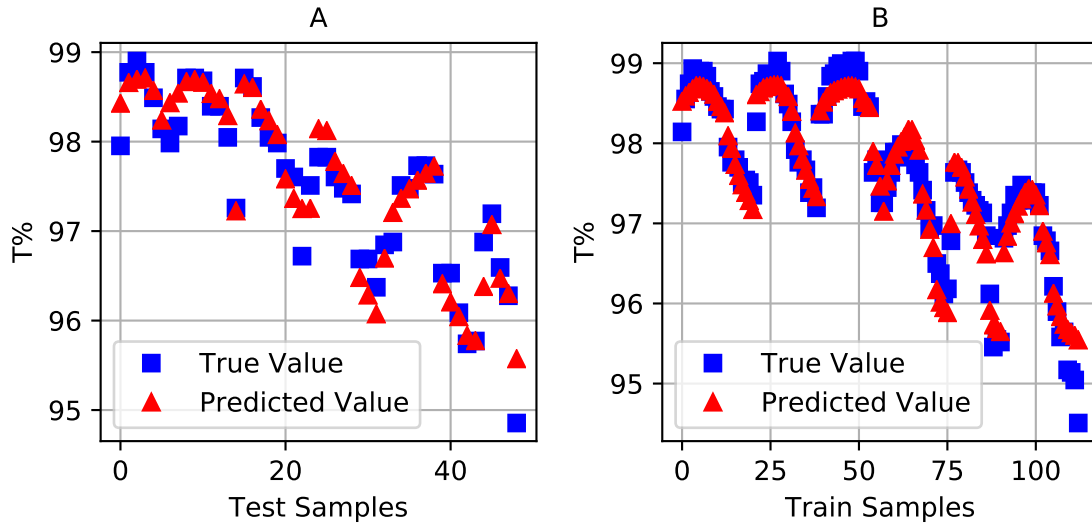 A
99
98
97
96
95
T%
True Value
Predicted Value
0
20
40
Test Samples
B
99
98
97
96
95
T%
True Value
Predicted Value
0
25
50
75
100
Train Samples